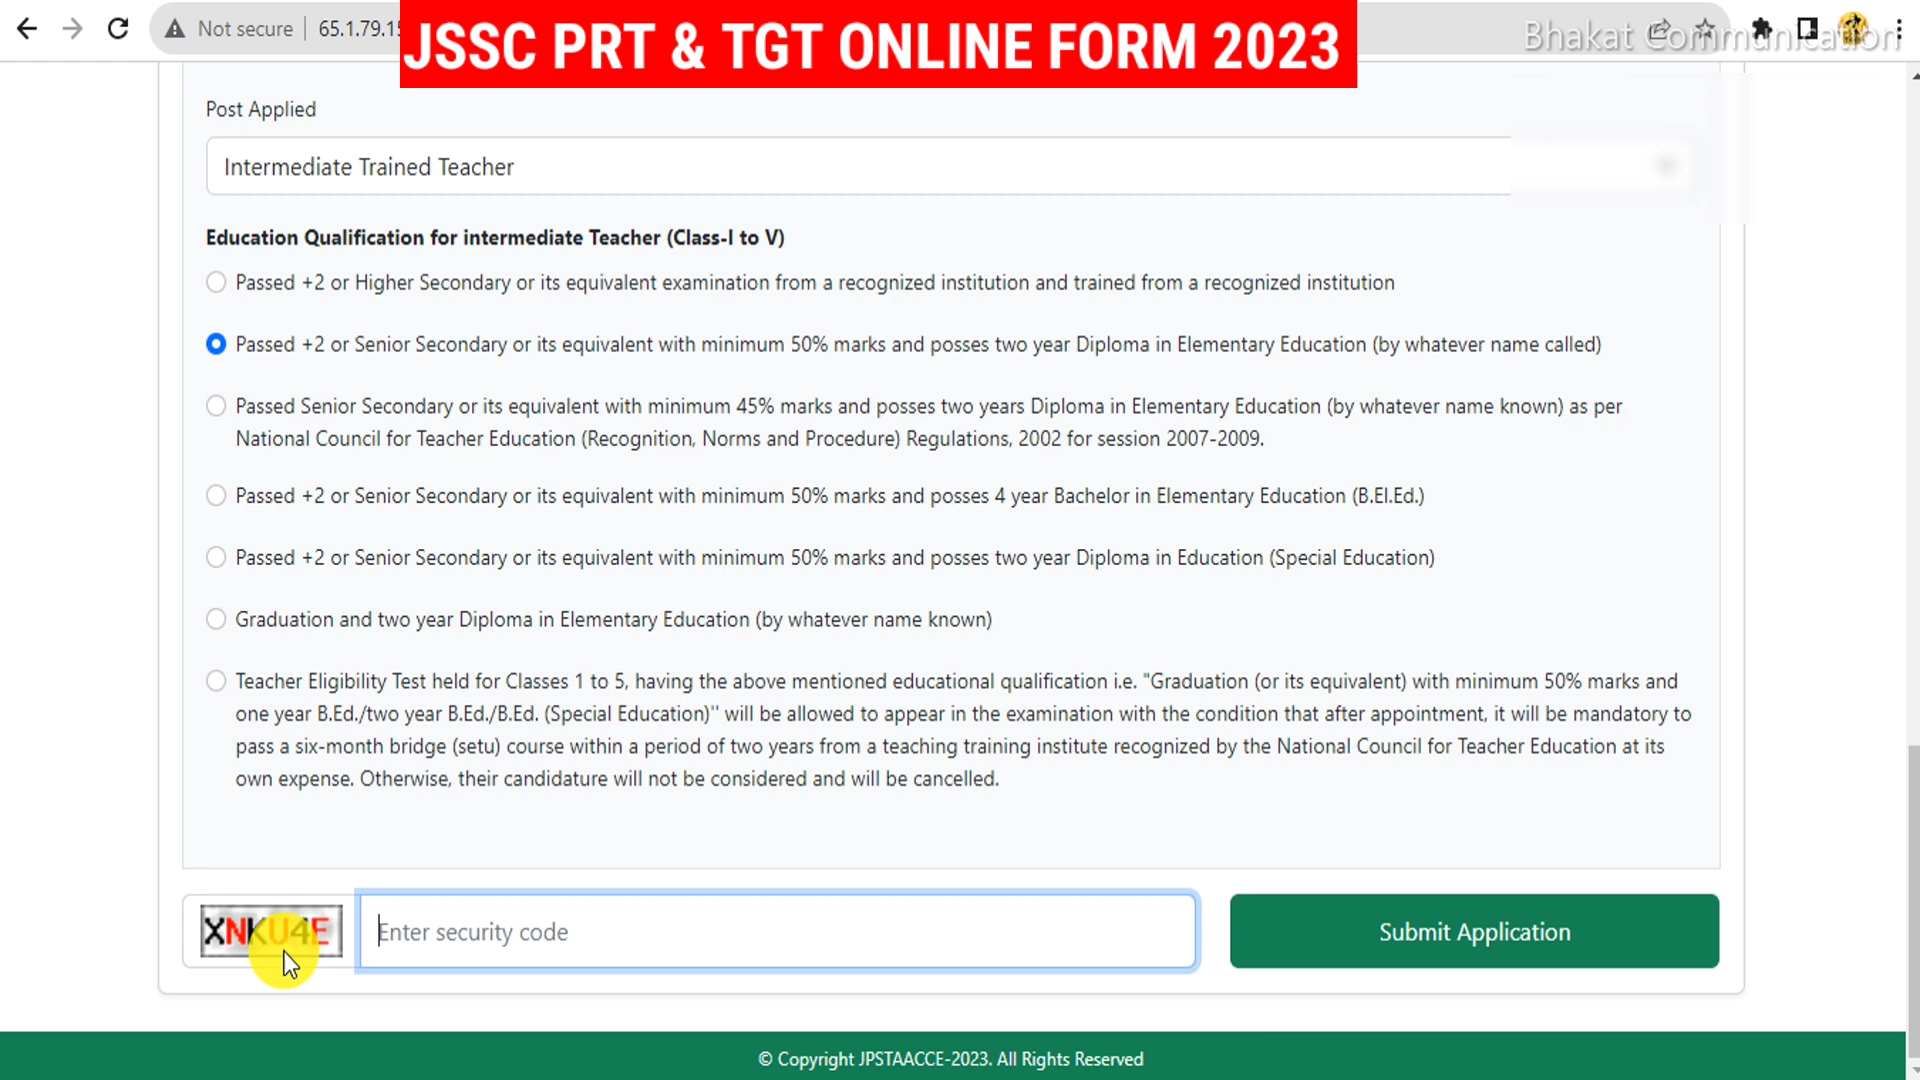 Not secure
65.1.79.15
JSSC PRT & TGT ONLINE FORM 2023
Bhakat Communication
Post Applied
Intermediate Trained Teacher
Education Qualification for intermediate Teacher (Class-I to V)
Passed +2 or Higher Secondary or its equivalent examination from a recognized institution and trained from a recognized institution
Passed +2 or Senior Secondary or its equivalent with minimum 50% marks and posses two year Diploma in Elementary Education (by whatever name called)
Passed Senior Secondary or its equivalent with minimum 45% marks and posses two years Diploma in Elementary Education (by whatever name known) as per
National Council for Teacher Education (Recognition, Norms and Procedure) Regulations, 2002 for session 2007-2009.
Passed +2 or Senior Secondary or its equivalent with minimum 50% marks and posses 4 year Bachelor in Elementary Education (B.El.Ed.)
Passed +2 or Senior Secondary or its equivalent with minimum 50% marks and posses two year Diploma in Education (Special Education)
Graduation and two year Diploma in Elementary Education (by whatever name known)
Teacher Eligibility Test held for Classes 1 to 5, having the above mentioned educational qualification i.e. "Graduation (or its equivalent) with minimum 50% marks and
one year B.Ed./two year B.Ed./B.Ed. (Special Education)'' will be allowed to appear in the examination with the condition that after appointment, it will be mandatory to
pass a six-month bridge (setu) course within a period of two years from a teaching training institute recognized by the National Council for Teacher Education at its
own expense. Otherwise, their candidature will not be considered and will be cancelled.
XNKU4E
Enter security code
Submit Application
© Copyright JPSTAACCE-2023. All Rights Reserved